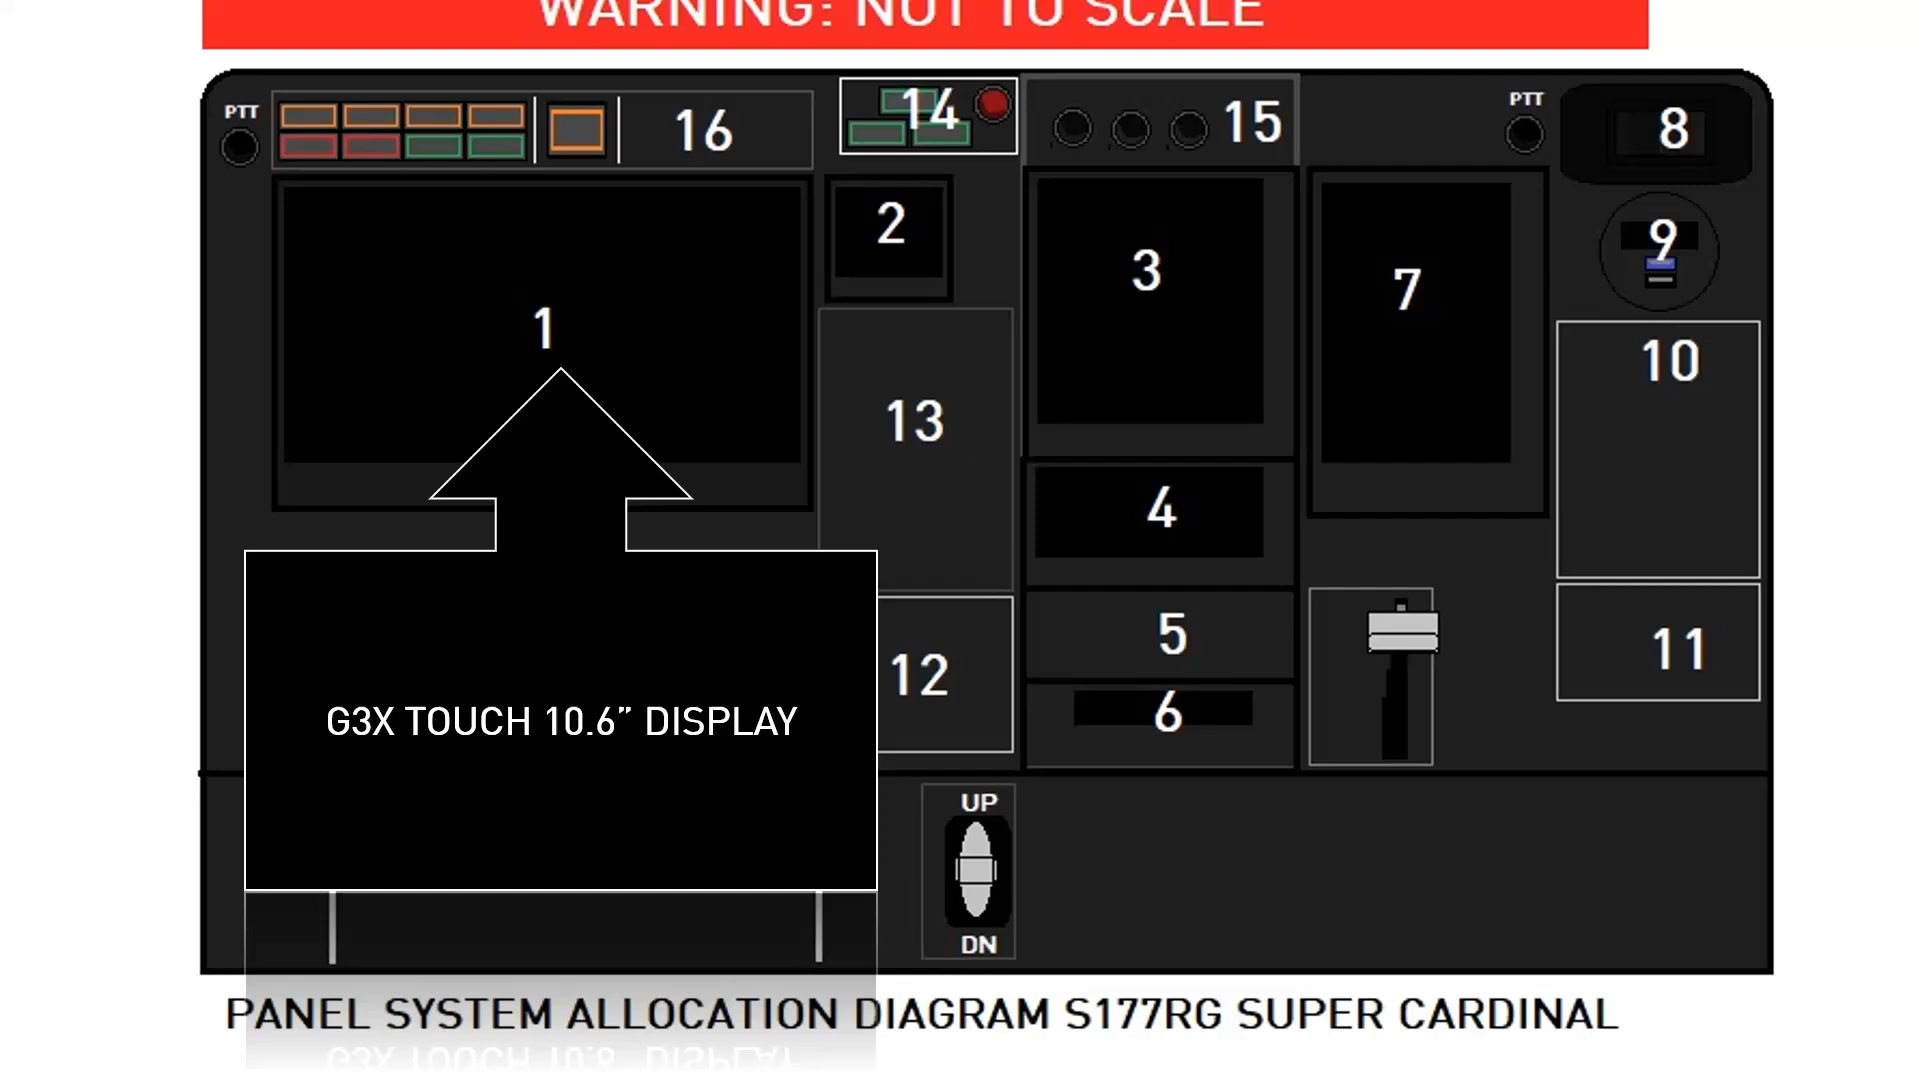 WARNING: NOT TO SCALE
PTT
16
14
15
PTT
8
1
2
3
7
9
13
10
4
12
5
11
6
G3X TOUCH 10.6” DISPLAY
UP
DN
PANEL SYSTEM ALLOCATION DIAGRAM S177RG SUPER CARDINAL